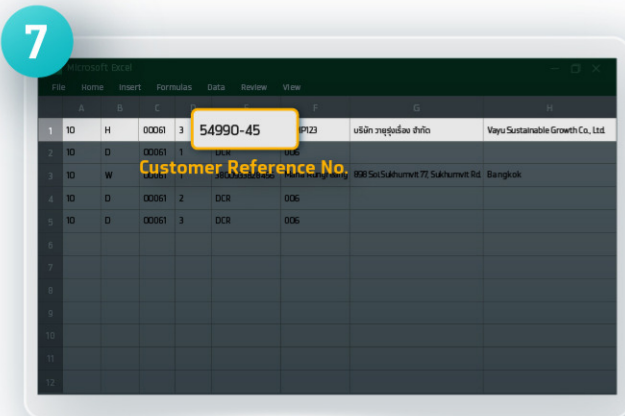 7
Microsoft Excel
File Home Insert Formulas Data Review View
A B C D F G H
1 10 H 00061 3 54990-45 บริษัท วายุรุ่งเรือง จำกัด Vayu Sustainable Growth Co., Ltd.
2 10 D 00061 1 DCR 006
Customer Reference No.
3 10 W 898 Soi Sukhumvit 77, Sukhumvit Rd. Bangkok
4 10 D 00061 2 DCR 006
5 10 D 00061 3 DCR 006
6
7
8
9
10
11
12